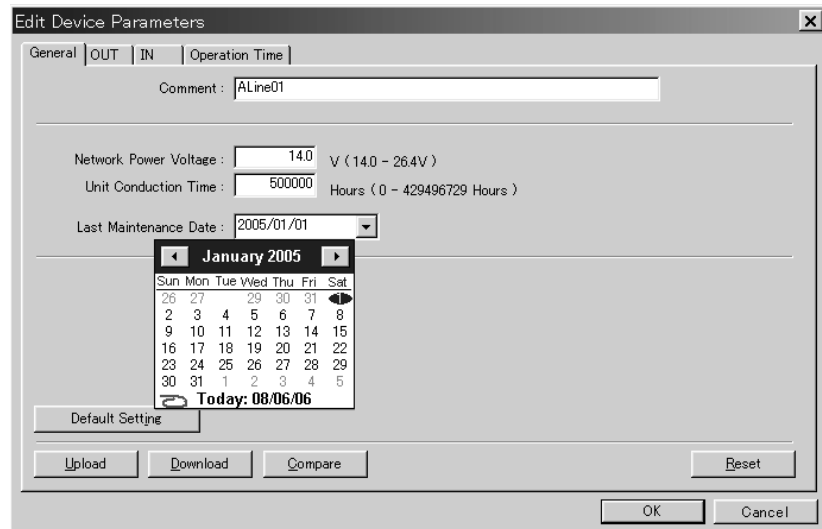 Edit Device Parameters
General OUT IN Operation Time
Comment : ALine01
Network Power Voltage : 14.0 V ( 14.0 - 26.4V )
Unit Conduction Time : 500000 Hours ( 0 - 429496729 Hours )
Last Maintenance Date : 2005/01/01
January 2005
Sun Mon Tue Wed Thu Fri Sat
26 27 29 30 31 1
2 3 4 5 6 7 8
9 10 11 12 13 14 15
16 17 18 19 20 21 22
23 24 25 26 27 28 29
30 31 1 2 3 4 5
Today: 08/06/06
Default Setting
Upload Download Compare Reset
OK Cancel